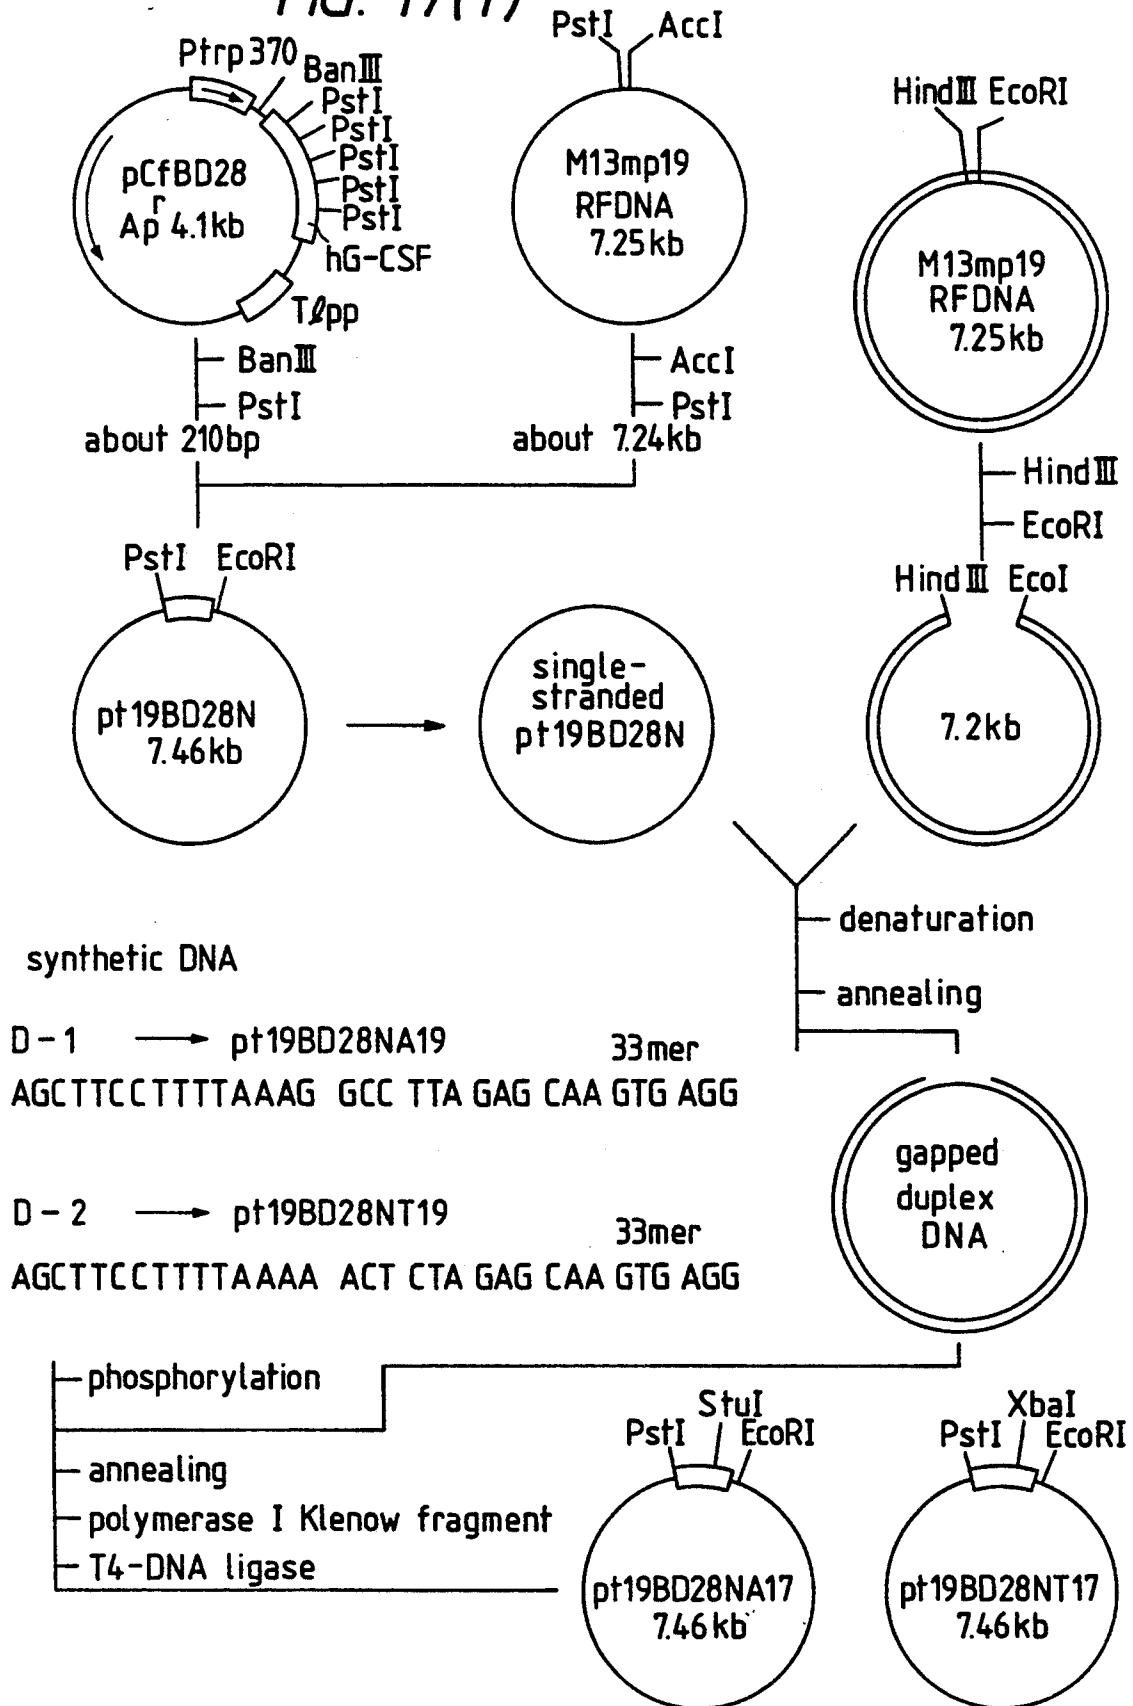 FIG. 17(1)
Ptrp370
BanIII
PstI
PstI
PstI
PstI
PstI
hG-CSF
Tlpp
pCfBD28
Apr 4.1kb
BanIII
PstI
about 210bp
PstI AccI
M13mp19
RFDNA
7.25kb
AccI
PstI
about 7.24kb
HindIII EcoRI
M13mp19
RFDNA
7.25kb
HindIII
EcoRI
HindIII EcoI
7.2kb
PstI EcoRI
pt19BD28N
7.46kb
single-
stranded
pt19BD28N
denaturation
annealing
synthetic DNA
D-1 → pt19BD28NA19 33mer
AGCTTCCTTTTAAAG GCC TTA GAG CAA GTG AGG
D-2 → pt19BD28NT19 33mer
AGCTTCCTTTTAAAA ACT CTA GAG CAA GTG AGG
gapped
duplex
DNA
phosphorylation
annealing
polymerase I Klenow fragment
T4-DNA ligase
PstI StuI EcoRI
pt19BD28NA17
7.46kb
PstI XbaI EcoRI
pt19BD28NT17
7.46kb